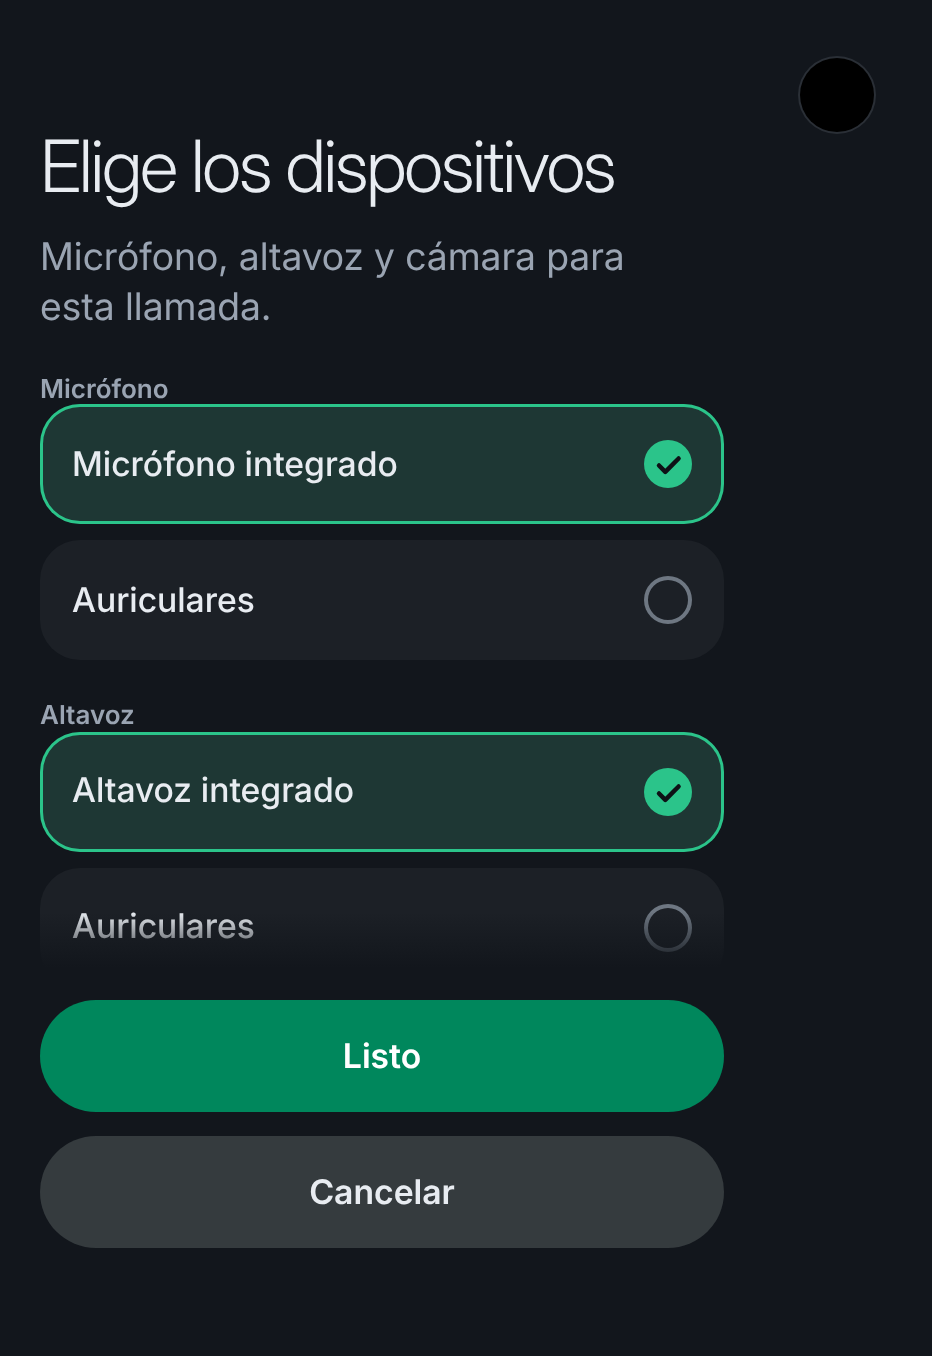 Elige los dispositivos
Micrófono, altavoz y cámara para
esta llamada.
Micrófono
Micrófono integrado
Auriculares
Altavoz
Altavoz integrado
Auriculares
Listo
Cancelar